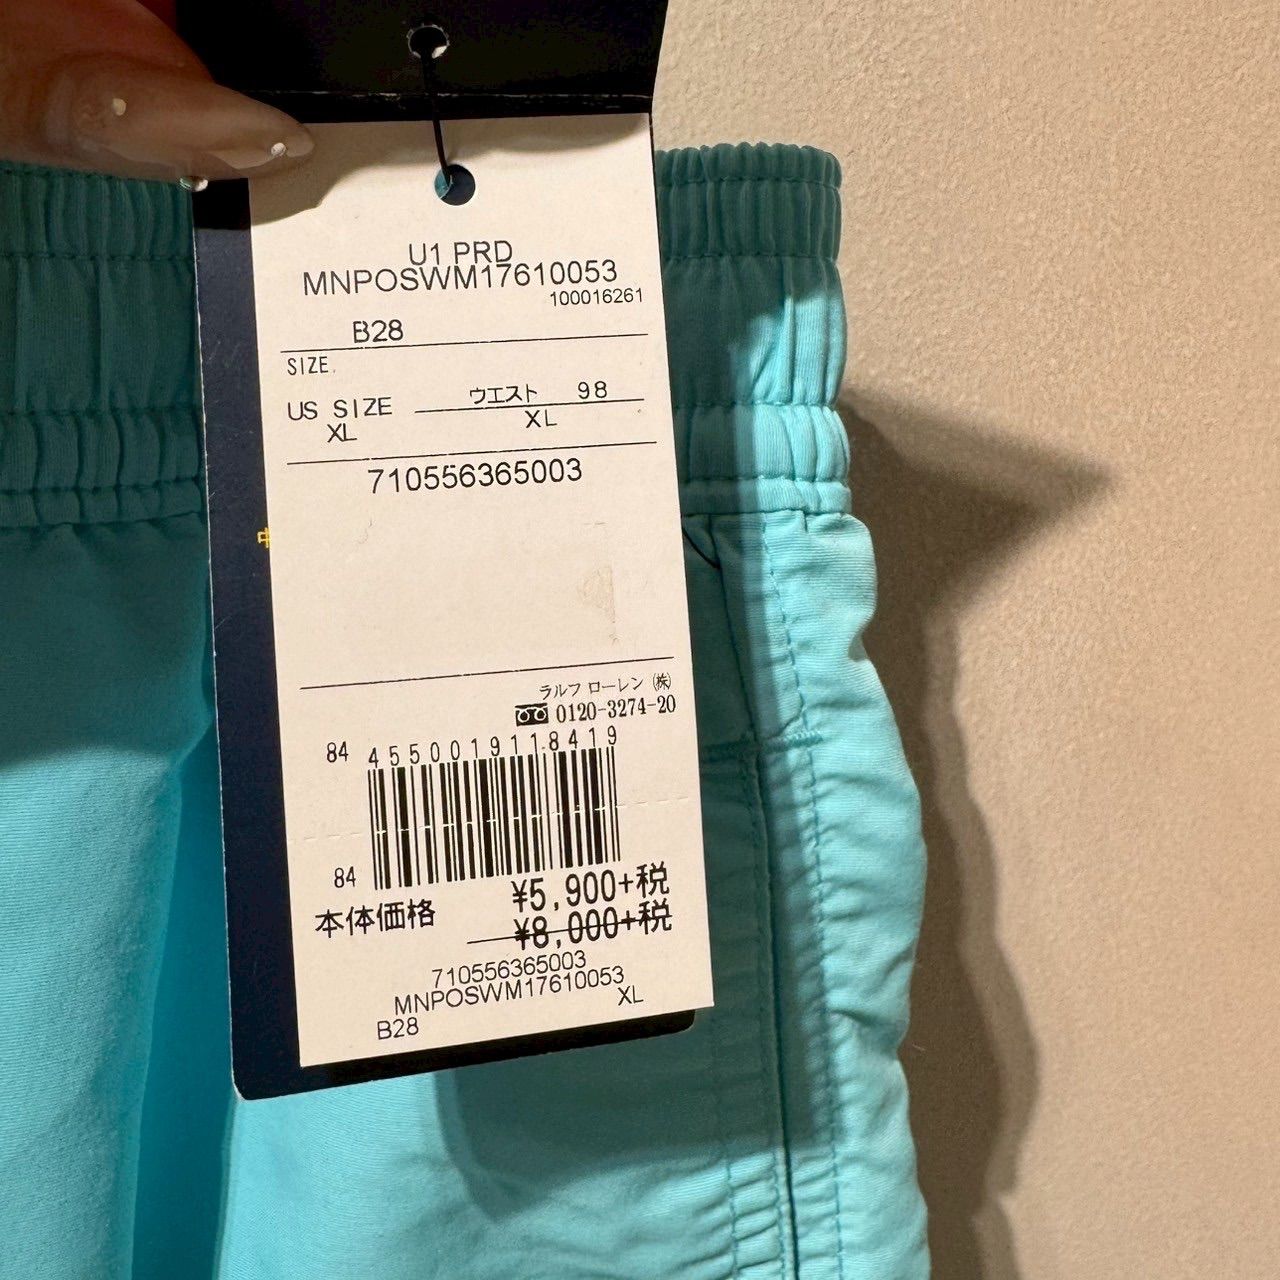 U1 PRD
MNPOSWM17610053
100016261
B28
SIZE
ウエスト 98
US SIZE
XL XL
710556365003
ラルフ ローレン (株)
0120-3274-20
84 4550019118419
84
¥5,900+税
本体価格 ¥8,000+税
710556365003
MNPOSWM17610053
XL
B28